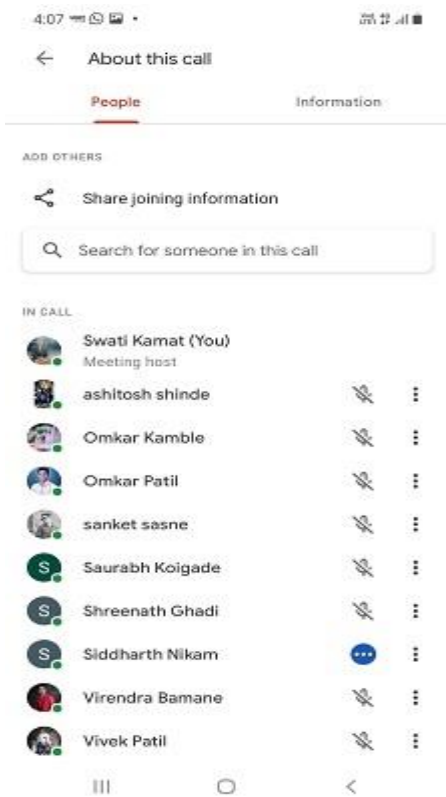 4:07
About this call
People Information
ADD OTHERS
Share joining information
Search for someone in this call
IN CALL
Swati Kamat (You)
Meeting host
ashitosh shinde
Omkar Kamble
Omkar Patil
sanket sasne
S Saurabh Koigade
S Shreenath Ghadi
S Siddharth Nikam
Virendra Bamane
Vivek Patil